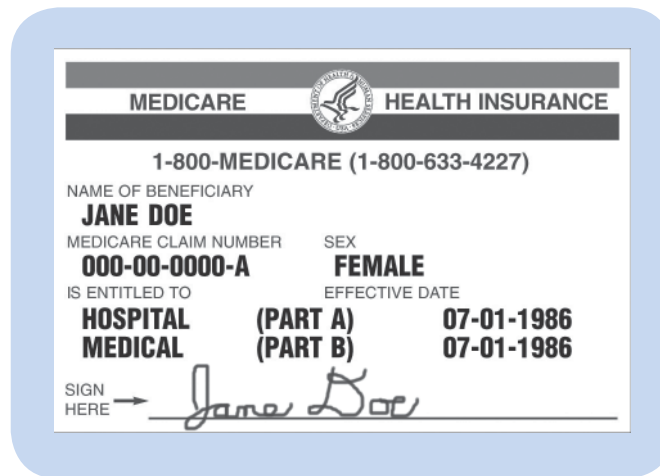 MEDICARE HEALTH INSURANCE
1-800-MEDICARE (1-800-633-4227)
NAME OF BENEFICIARY
JANE DOE
MEDICARE CLAIM NUMBER SEX
000-00-0000-A FEMALE
IS ENTITLED TO EFFECTIVE DATE
HOSPITAL (PART A) 07-01-1986
MEDICAL (PART B) 07-01-1986
SIGN
HERE Jane Doe